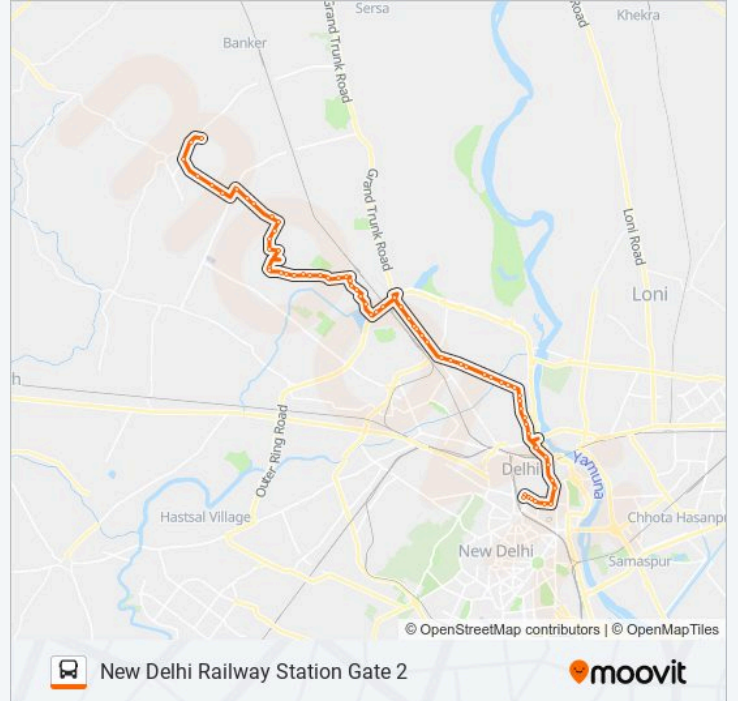 Sersa
Khekra
Banker
Grand Trunk Road
Road
Grand Trunk Road
Loni Road
Loni
h
Outer Ring Road
Delhi
Yamuna
Hastsal Village
Chhota Hasanp
New Delhi
Samaspur
© OpenStreetMap contributors | © OpenMapTiles
New Delhi Railway Station Gate 2
moovit